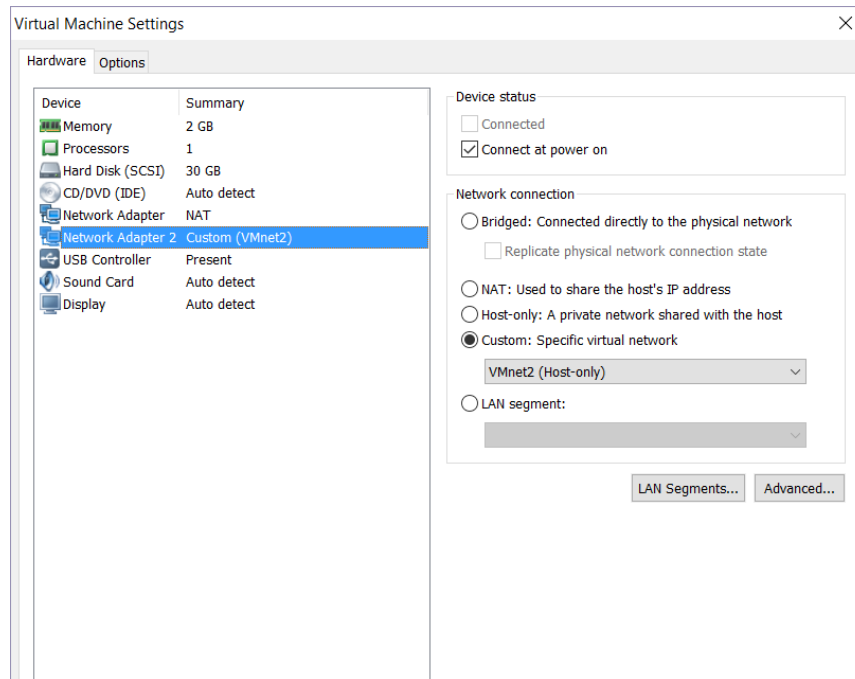 Virtual Machine Settings
Hardware Options
Device Summary
Memory 2 GB
Processors 1
Hard Disk (SCSI) 30 GB
CD/DVD (IDE) Auto detect
Network Adapter NAT
Network Adapter 2 Custom (VMnet2)
USB Controller Present
Sound Card Auto detect
Display Auto detect
Device status
Connected
Connect at power on
Network connection
Bridged: Connected directly to the physical network
Replicate physical network connection state
NAT: Used to share the host's IP address
Host-only: A private network shared with the host
Custom: Specific virtual network
VMnet2 (Host-only)
LAN segment:
LAN Segments... Advanced...